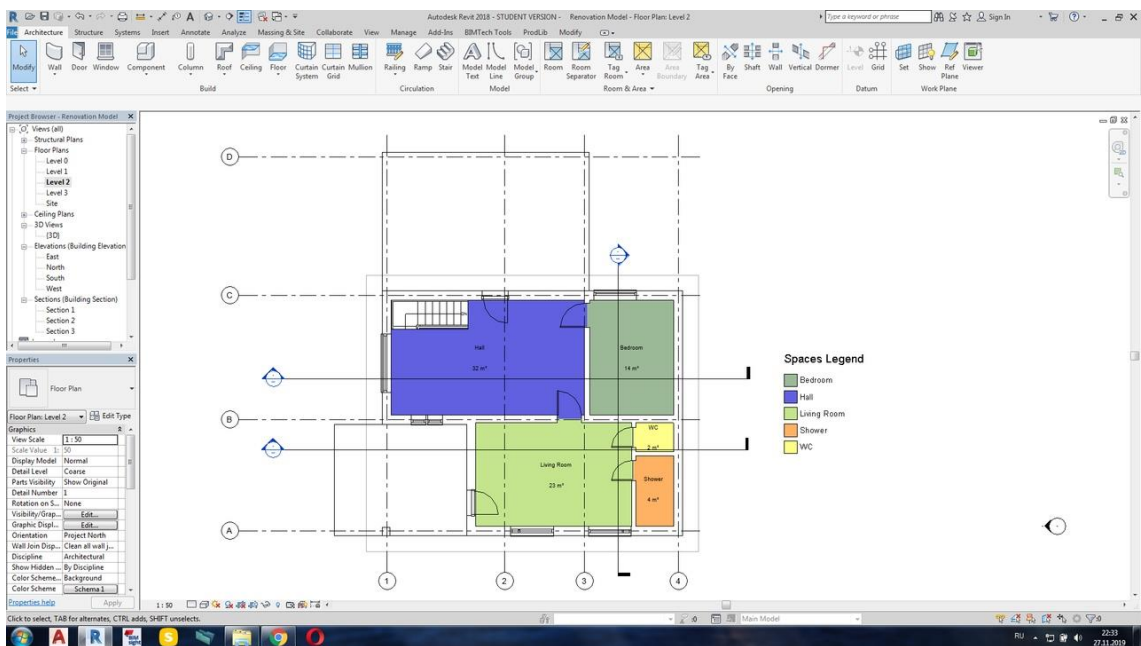 Autodesk Revit 2018 - STUDENT VERSION - Renovation Model - Floor Plan: Level 2
Type a keyword or phrase
Sign In
File Architecture Structure Systems Insert Annotate Analyze Massing & Site Collaborate View Manage Add-Ins BIMTech Tools ProdLib Modify
Modify Wall Door Window Component Column Roof Ceiling Floor Curtain System Curtain Grid Mullion Railing Ramp Stair Model Text Model Line Model Group Room Room Separator Tag Room Area Area Boundary Tag Area By Face Shaft Wall Vertical Dormer Level Grid Set Show Ref Plane Viewer
Select Build Circulation Model Room & Area Opening Datum Work Plane
Project Browser - Renovation Model
Views (all)
Structural Plans
Floor Plans
Level 0
Level 1
Level 2
Level 3
Site
Ceiling Plans
3D Views
{3D}
Elevations (Building Elevation
East
North
South
West
Sections (Building Section)
Section 1
Section 2
Section 3
Properties
Floor Plan
Floor Plan: Level 2 Edit Type
Graphics
View Scale 1 : 50
Scale Value 1: 50
Display Model Normal
Detail Level Coarse
Parts Visibility Show Original
Detail Number 1
Rotation on S... None
Visibility/Grap... Edit...
Graphic Displ... Edit...
Orientation Project North
Wall Join Disp... Clean all wall j...
Discipline Architectural
Show Hidden ... By Discipline
Color Scheme... Background
Color Scheme Schema 1
Properties help Apply
D
C
B
A
1 2 3 4
Hall
32 m²
Bedroom
14 m²
WC
2 m²
Living Room
23 m²
Shower
4 m²
Spaces Legend
Bedroom
Hall
Living Room
Shower
WC
1 : 50
Click to select, TAB for alternates, CTRL adds, SHIFT unselects.
:0 Main Model
:0
RU 22:33
27.11.2019